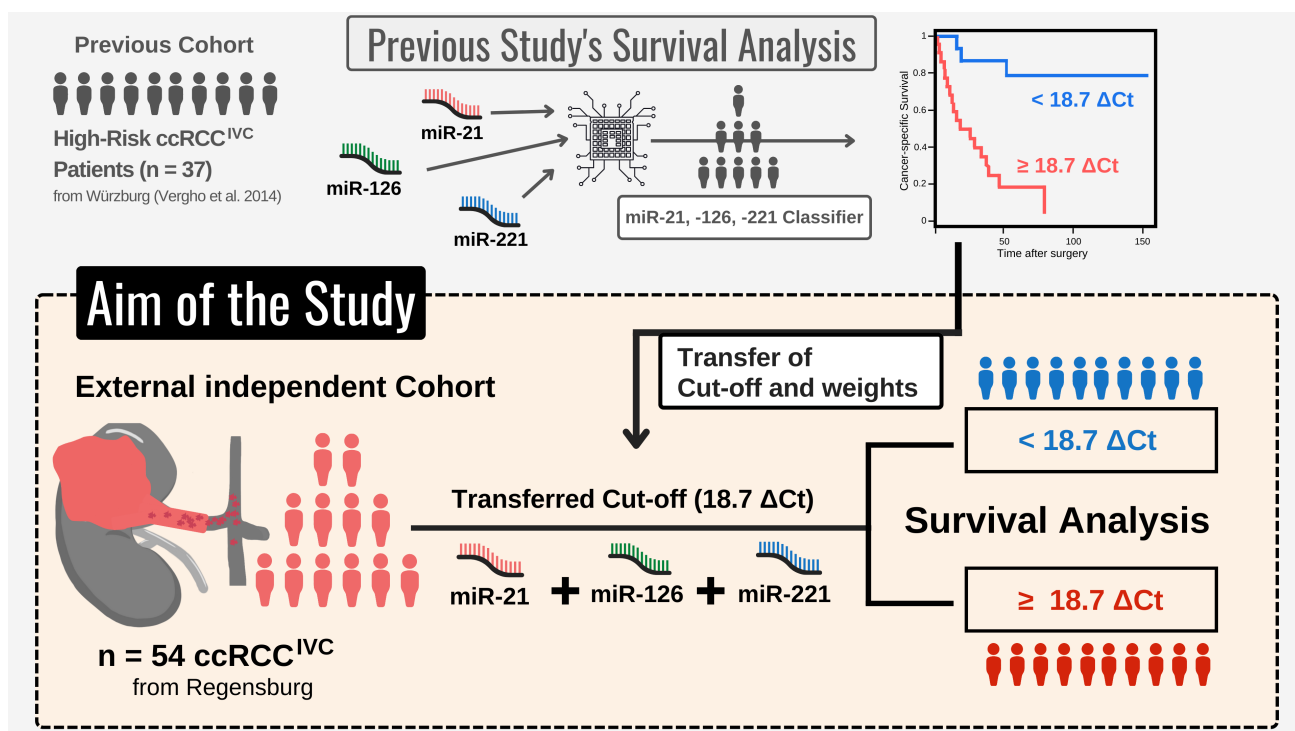 Previous Cohort
High-Risk ccRCC^IVC
Patients (n = 37)
from Würzburg (Vergho et al. 2014)
Previous Study's Survival Analysis
miR-21
miR-126
miR-221
miR-21, -126, -221 Classifier
Cancer-specific Survival
1
0.8
0.6
0.4
0.2
0
< 18.7 ΔCt
≥ 18.7 ΔCt
50 100 150
Time after surgery
Aim of the Study
External independent Cohort
n = 54 ccRCC^IVC
from Regensburg
Transfer of
Cut-off and weights
Transferred Cut-off (18.7 ΔCt)
miR-21 + miR-126 + miR-221
< 18.7 ΔCt
Survival Analysis
≥ 18.7 ΔCt